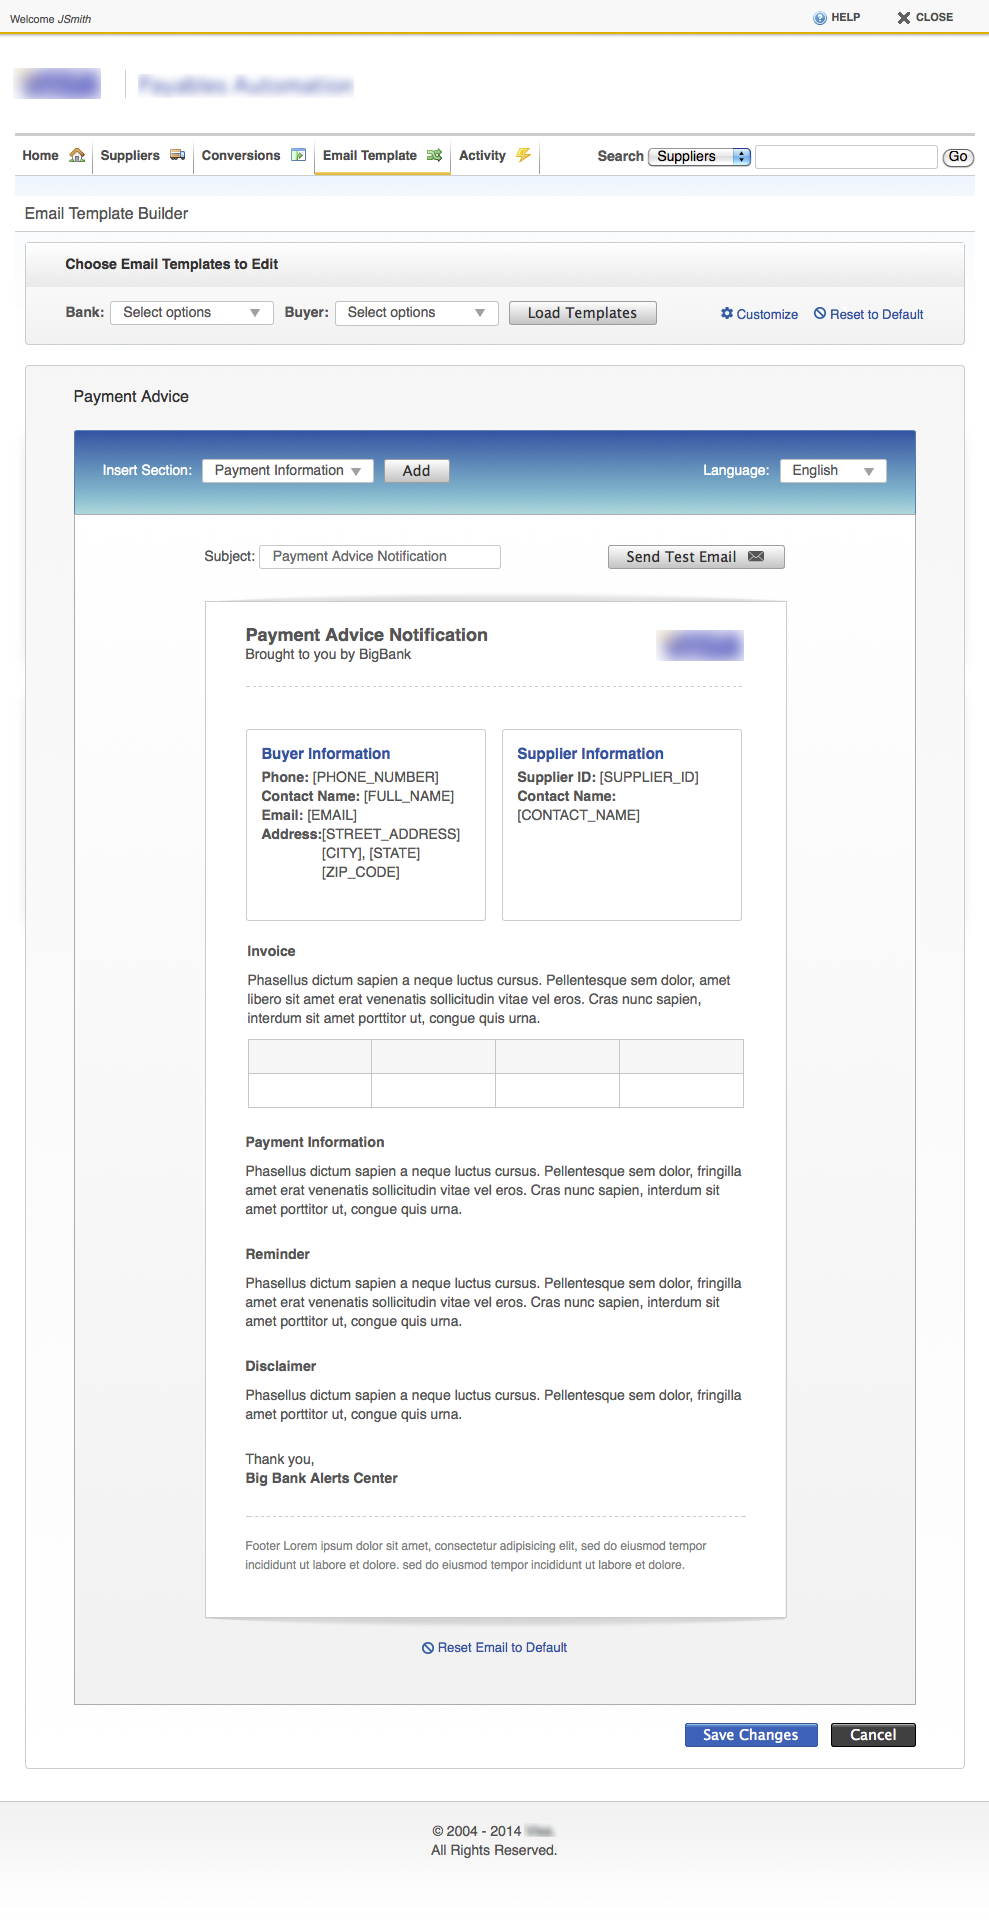 Welcome JSmith
HELP
CLOSE
Payables Automation
Home
Suppliers
Conversions
Email Template
Activity
Search
Suppliers
Go
Email Template Builder
Choose Email Templates to Edit
Bank: Select options
Buyer: Select options
Load Templates
Customize
Reset to Default
Payment Advice
Insert Section: Payment Information
Add
Language: English
Subject: Payment Advice Notification
Send Test Email
Payment Advice Notification
Brought to you by BigBank
Buyer Information
Phone: [PHONE_NUMBER]
Contact Name: [FULL_NAME]
Email: [EMAIL]
Address:[STREET_ADDRESS]
[CITY], [STATE]
[ZIP_CODE]
Supplier Information
Supplier ID: [SUPPLIER_ID]
Contact Name:
[CONTACT_NAME]
Invoice
Phasellus dictum sapien a neque luctus cursus. Pellentesque sem dolor, amet
libero sit amet erat venenatis sollicitudin vitae vel eros. Cras nunc sapien,
interdum sit amet porttitor ut, congue quis urna.
Payment Information
Phasellus dictum sapien a neque luctus cursus. Pellentesque sem dolor, fringilla
amet erat venenatis sollicitudin vitae vel eros. Cras nunc sapien, interdum sit
amet porttitor ut, congue quis urna.
Reminder
Phasellus dictum sapien a neque luctus cursus. Pellentesque sem dolor, fringilla
amet erat venenatis sollicitudin vitae vel eros. Cras nunc sapien, interdum sit
amet porttitor ut, congue quis urna.
Disclaimer
Phasellus dictum sapien a neque luctus cursus. Pellentesque sem dolor, fringilla
amet porttitor ut, congue quis urna.
Thank you,
Big Bank Alerts Center
Footer Lorem ipsum dolor sit amet, consectetur adipisicing elit, sed do eiusmod tempor
incididunt ut labore et dolore. sed do eiusmod tempor incididunt ut labore et dolore.
Reset Email to Default
Save Changes
Cancel
© 2004 - 2014
All Rights Reserved.